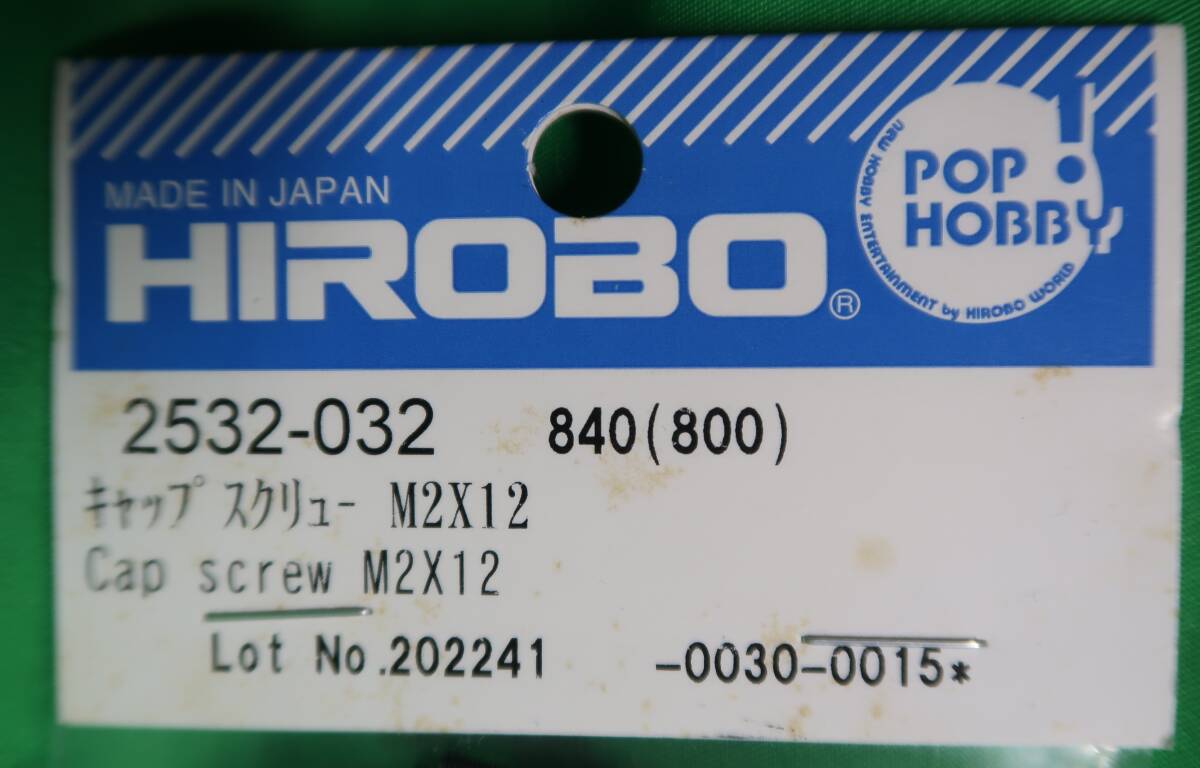 MADE IN JAPAN
HIROBO®
POP!
HOBBY
NEW HOBBY ENTERTAINMENT by HIROBO WORLD
2532-032 840(800)
ｷｬｯﾌﾟｽｸﾘｭｰ M2X12
Cap screw M2X12
Lot No.202241 -0030-0015*